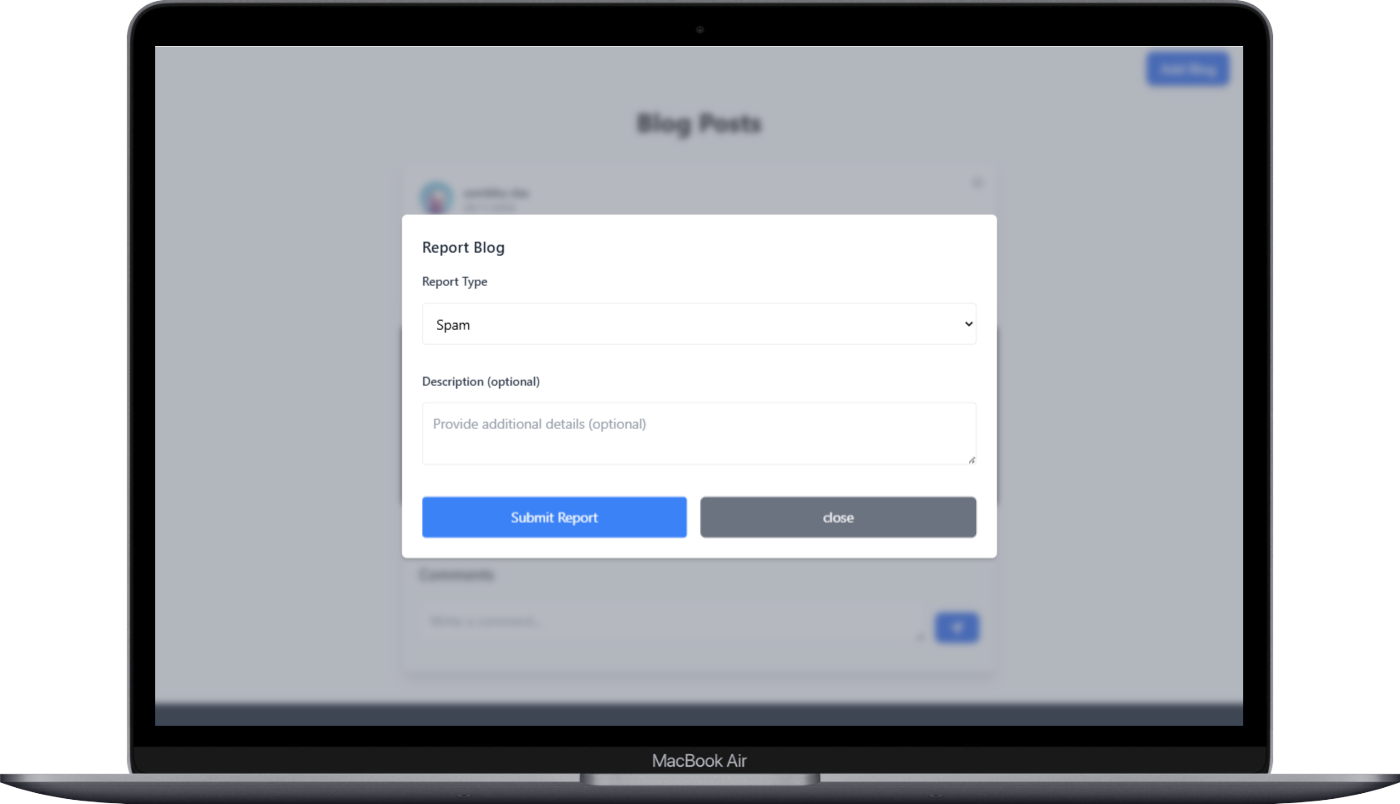 Add Blog
Blog Posts
Report Blog
Report Type
Spam
Description (optional)
Provide additional details (optional)
Submit Report
close
Comments
Write a comment...
MacBook Air